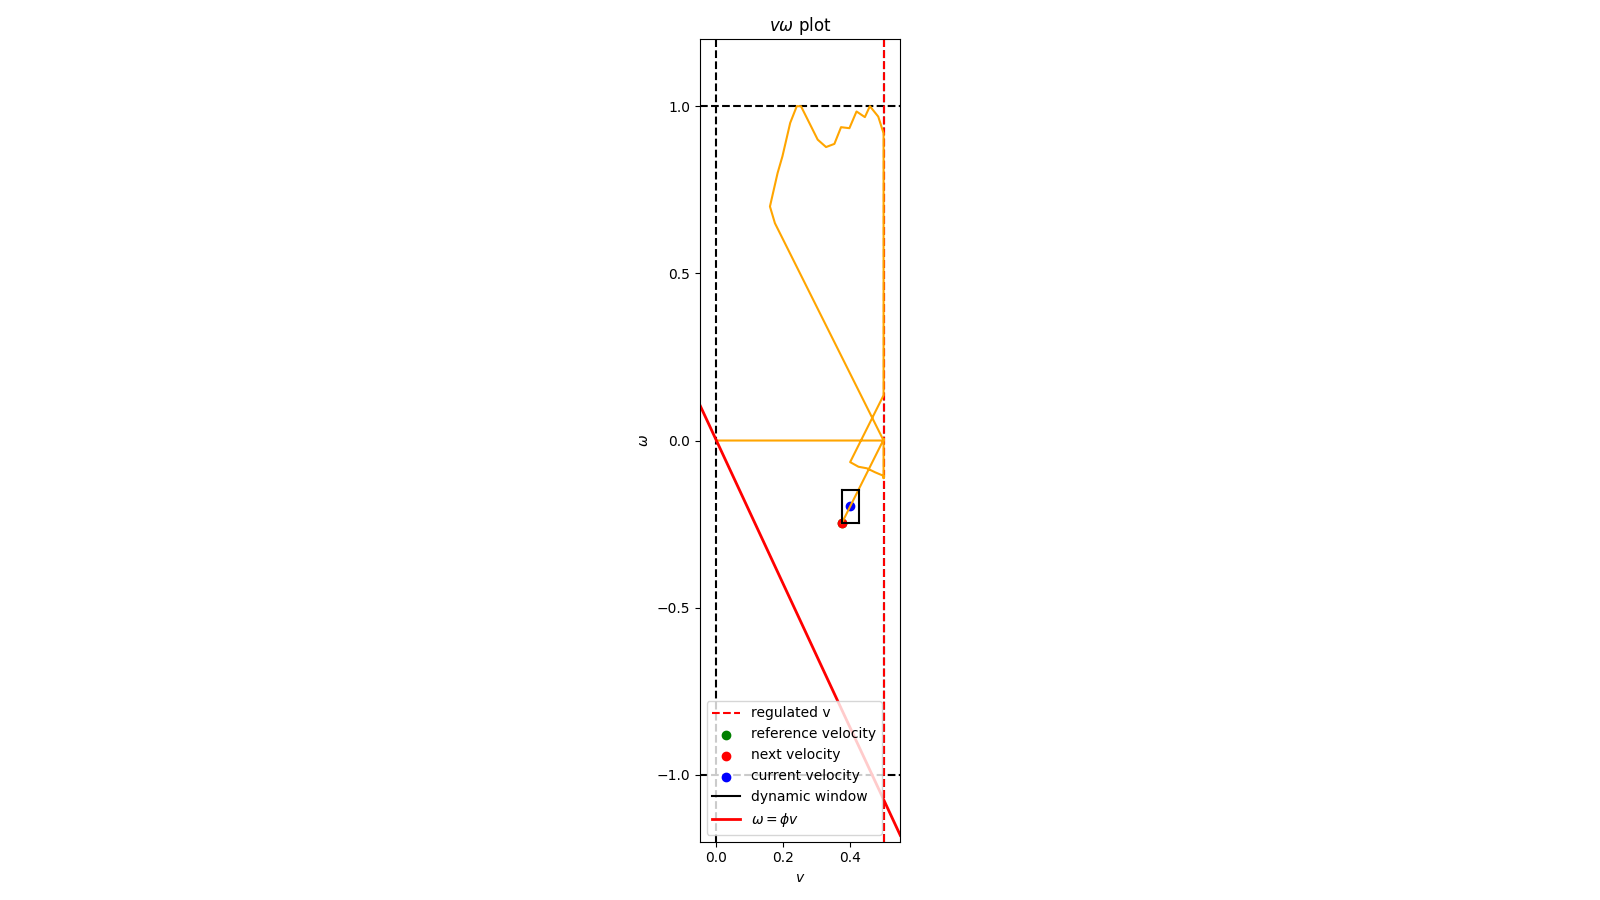 vω plot
1.0
0.5
0.0
−0.5
−1.0
ω
regulated v
reference velocity
next velocity
current velocity
dynamic window
ω = ϕv
0.0 0.2 0.4
v